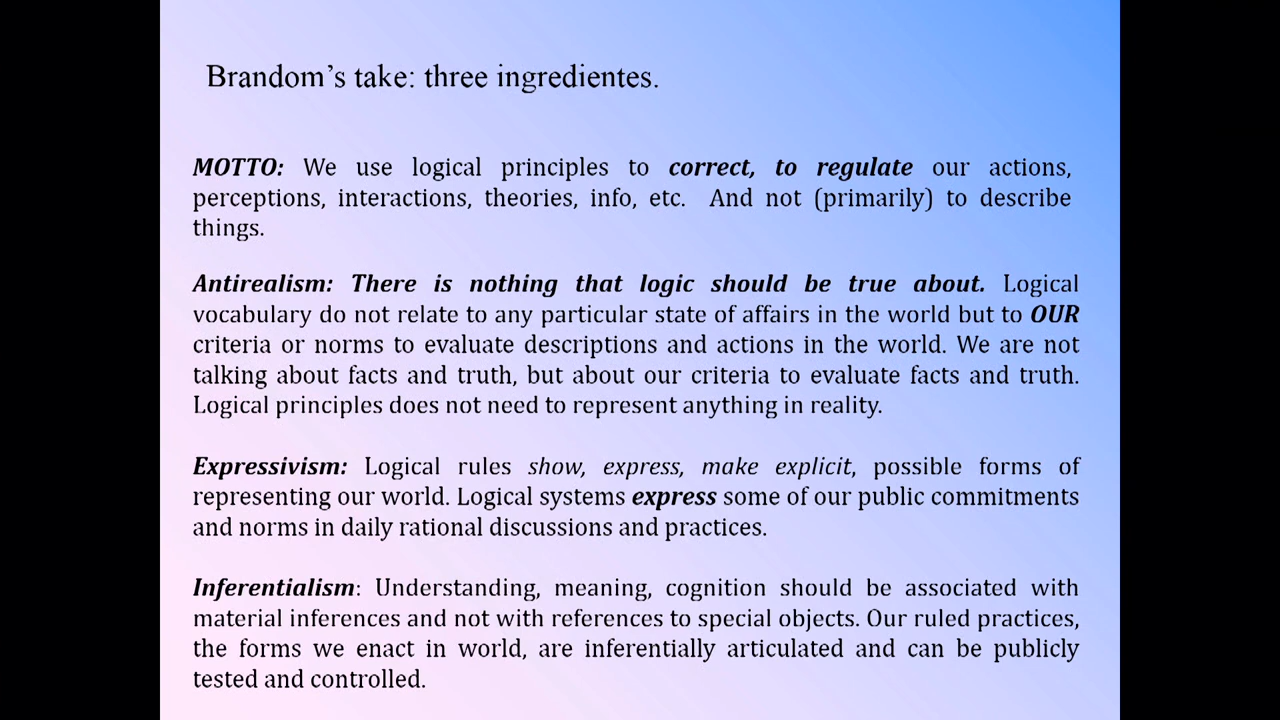 Brandom’s take: three ingredientes.
MOTTO: We use logical principles to correct, to regulate our actions,
perceptions, interactions, theories, info, etc. And not (primarily) to describe
things.
Antirealism: There is nothing that logic should be true about. Logical
vocabulary do not relate to any particular state of affairs in the world but to OUR
criteria or norms to evaluate descriptions and actions in the world. We are not
talking about facts and truth, but about our criteria to evaluate facts and truth.
Logical principles does not need to represent anything in reality.
Expressivism: Logical rules show, express, make explicit, possible forms of
representing our world. Logical systems express some of our public commitments
and norms in daily rational discussions and practices.
Inferentialism: Understanding, meaning, cognition should be associated with
material inferences and not with references to special objects. Our ruled practices,
the forms we enact in world, are inferentially articulated and can be publicly
tested and controlled.